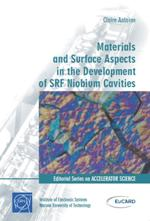 Claire Antoine
Materials
and Surface Aspects
in the Development
of SRF Niobium Cavities
Editorial Series on ACCELERATOR SCIENCE
Institute of Electronic Systems
Warsaw University of Technology
EuCARD